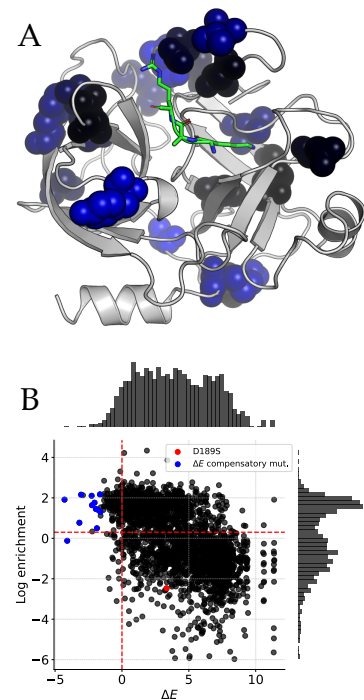 A
B
D189S
ΔE compensatory mut.
Log enrichment
4
2
0
−2
−4
−6
−5
0
5
10
ΔE